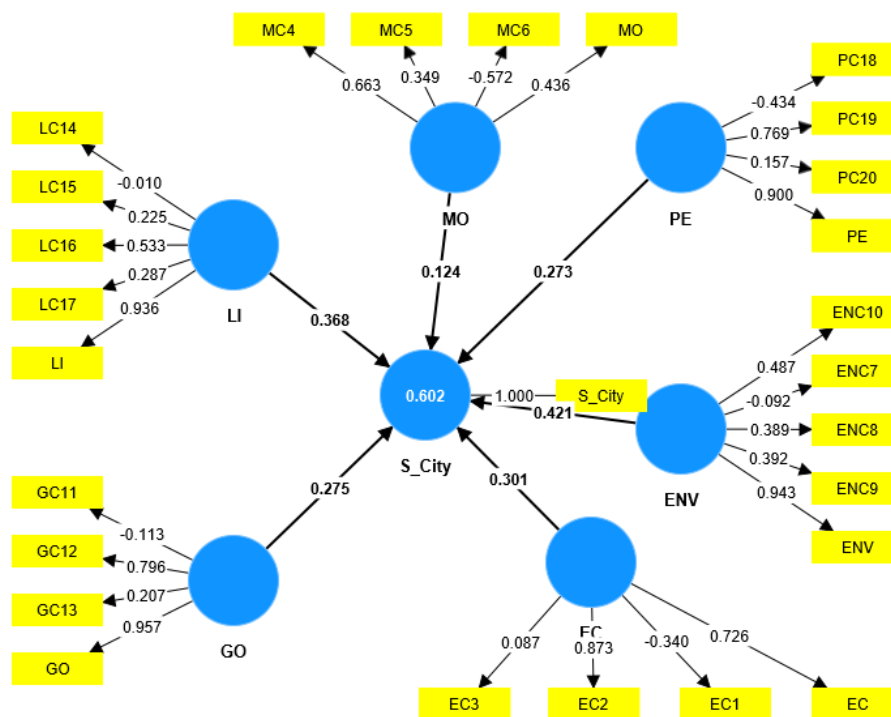 MC4
MC5
MC6
MO
0.663
0.349
-0.572
0.436
MO
PC18
PC19
PC20
PE
-0.434
0.769
0.157
0.900
PE
LC14
LC15
LC16
LC17
LI
-0.010
0.225
0.533
0.287
0.936
LI
0.124
0.273
0.368
0.602
S_City
1.000
S_City
0.421
0.275
0.301
ENC10
ENC7
ENC8
ENC9
ENV
0.487
-0.092
0.389
0.392
0.943
ENV
GC11
GC12
GC13
GO
-0.113
0.796
0.207
0.957
GO
EC
0.087
0.873
-0.340
0.726
EC3
EC2
EC1
EC